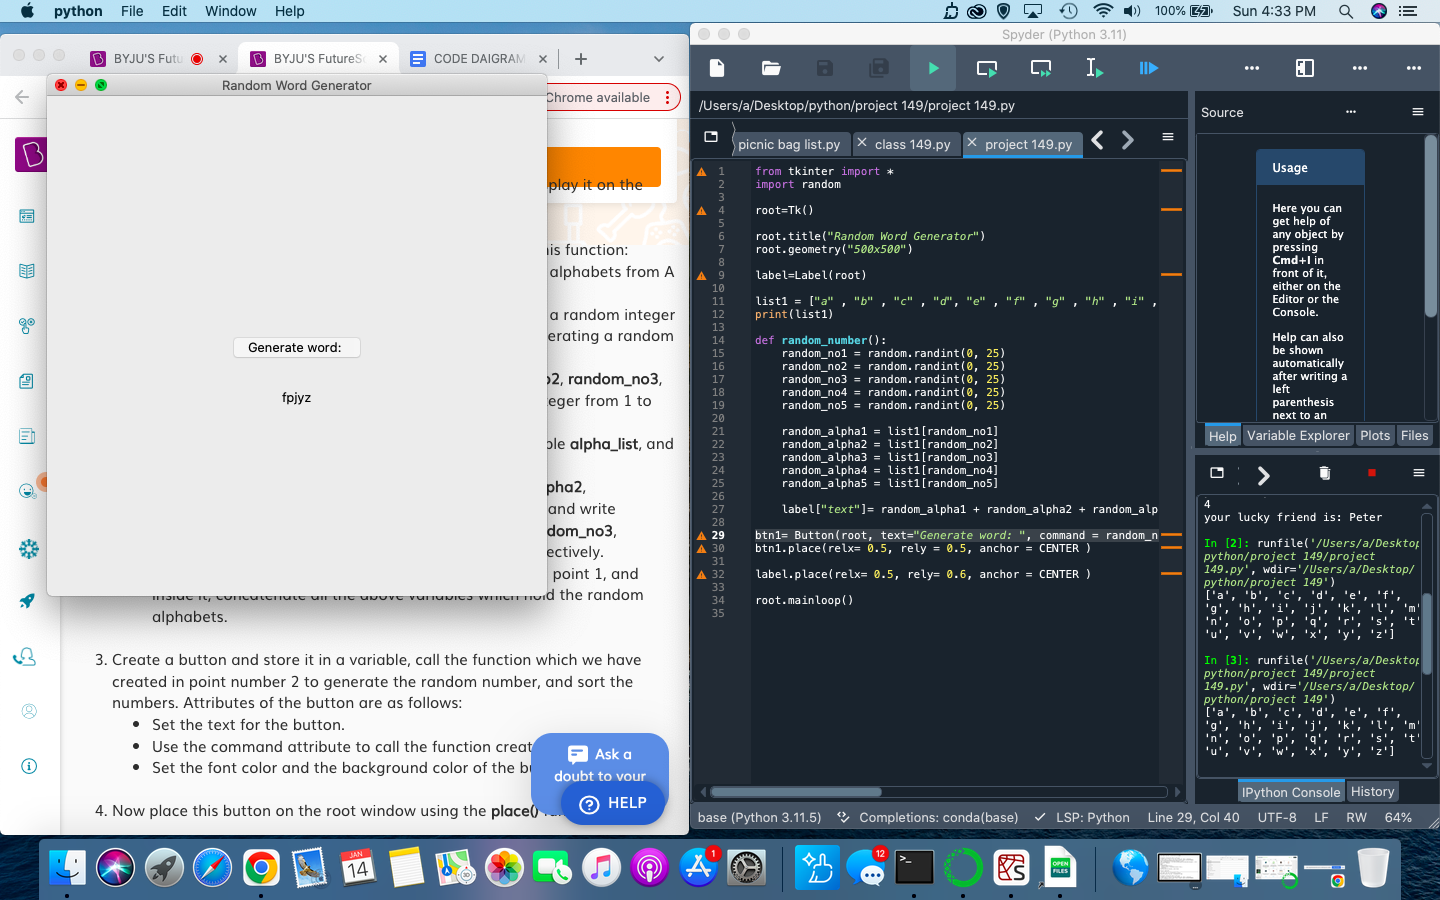 python File Edit Window Help
100% Sun 4:33 PM
BYJU'S Futu
BYJU'S FutureSc
CODE DAIGRAM
Chrome available
Random Word Generator
Generate word:
fpjyz
play it on the
is function:
alphabets from A
a random integer
erating a random
o2, random_no3,
eger from 1 to
ble alpha_list, and
pha2,
and write
dom_no3,
ectively.
point 1, and
inside it, concatenate all the above variables which hold the random
alphabets.
3. Create a button and store it in a variable, call the function which we have
created in point number 2 to generate the random number, and sort the
numbers. Attributes of the button are as follows:
• Set the text for the button.
• Use the command attribute to call the function creat
• Set the font color and the background color of the bu
4. Now place this button on the root window using the place()
Ask a
doubt to your
HELP
Spyder (Python 3.11)
/Users/a/Desktop/python/project 149/project 149.py
picnic bag list.py
class 149.py
project 149.py
1 from tkinter import *
2 import random
3
4 root=Tk()
5
6 root.title("Random Word Generator")
7 root.geometry("500x500")
8
9 label=Label(root)
10
11 list1 = ["a" , "b" , "c" , "d", "e" , "f" , "g" , "h" , "i" ,
12 print(list1)
13
14 def random_number():
15 random_no1 = random.randint(0, 25)
16 random_no2 = random.randint(0, 25)
17 random_no3 = random.randint(0, 25)
18 random_no4 = random.randint(0, 25)
19 random_no5 = random.randint(0, 25)
20
21 random_alpha1 = list1[random_no1]
22 random_alpha2 = list1[random_no2]
23 random_alpha3 = list1[random_no3]
24 random_alpha4 = list1[random_no4]
25 random_alpha5 = list1[random_no5]
26
27 label["text"]= random_alpha1 + random_alpha2 + random_alp
28
29 btn1= Button(root, text="Generate word: ", command = random_n
30 btn1.place(relx= 0.5, rely = 0.5, anchor = CENTER )
31
32 label.place(relx= 0.5, rely= 0.6, anchor = CENTER )
33
34 root.mainloop()
35
Source
Usage
Here you can
get help of
any object by
pressing
Cmd+I in
front of it,
either on the
Editor or the
Console.
Help can also
be shown
automatically
after writing a
left
parenthesis
next to an
Help Variable Explorer Plots Files
4
your lucky friend is: Peter
In [2]: runfile('/Users/a/Desktop
python/project 149/project
149.py', wdir='/Users/a/Desktop/
python/project 149')
['a', 'b', 'c', 'd', 'e', 'f',
'g', 'h', 'i', 'j', 'k', 'l', 'm'
'n', 'o', 'p', 'q', 'r', 's', 't'
'u', 'v', 'w', 'x', 'y', 'z']
In [3]: runfile('/Users/a/Desktop
python/project 149/project
149.py', wdir='/Users/a/Desktop/
python/project 149')
['a', 'b', 'c', 'd', 'e', 'f',
'g', 'h', 'i', 'j', 'k', 'l', 'm'
'n', 'o', 'p', 'q', 'r', 's', 't'
'u', 'v', 'w', 'x', 'y', 'z']
IPython Console History
base (Python 3.11.5) Completions: conda(base) LSP: Python Line 29, Col 40 UTF-8 LF RW 64%
JAN
14
1
12
OPEN
FILES